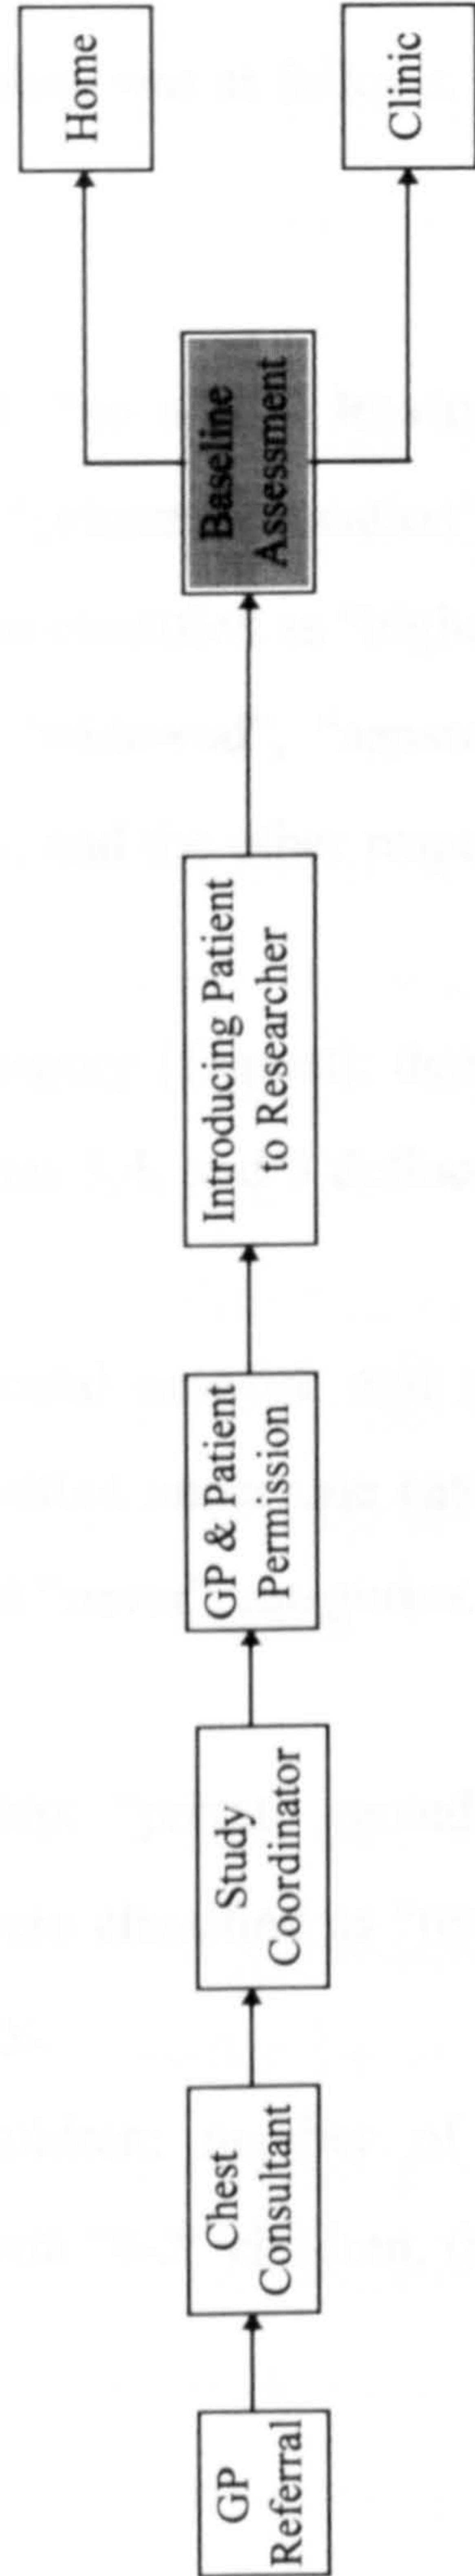 GP
Referral
Chest
Consultant
Study
Coordinator
GP & Patient
Permission
Introducing Patient
to Researcher
Baseline
Assessment
Home
Clinic